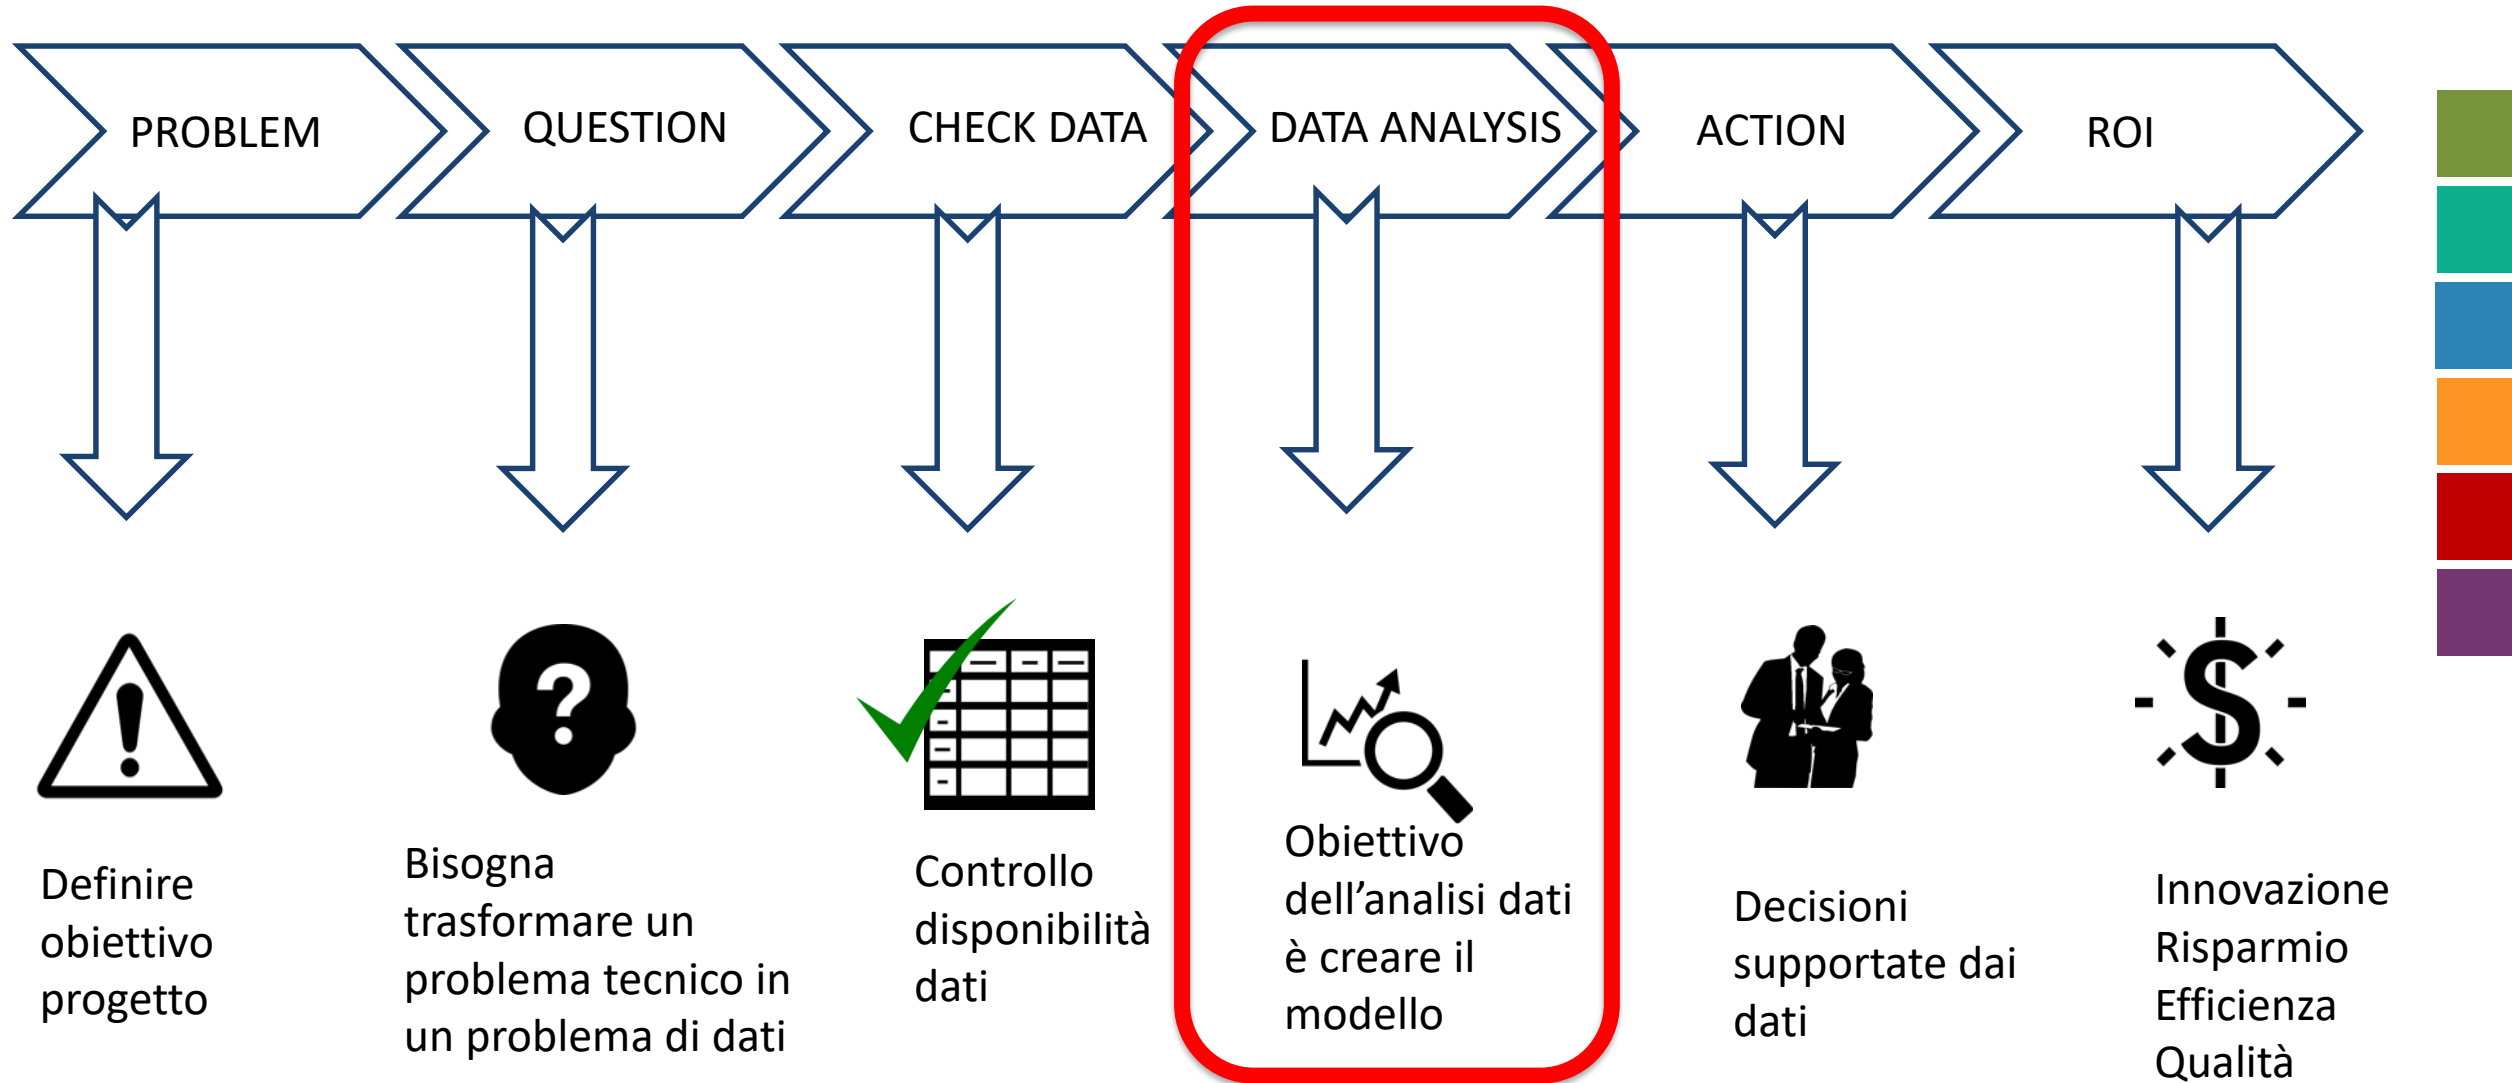 PROBLEM
QUESTION
CHECK DATA
DATA ANALYSIS
ACTION
ROI
Definire
obiettivo
progetto
Bisogna
trasformare un
problema tecnico in
un problema di dati
Controllo
disponibilità
dati
Obiettivo
dell’analisi dati
è creare il
modello
Decisioni
supportate dai
dati
Innovazione
Risparmio
Efficienza
Qualità